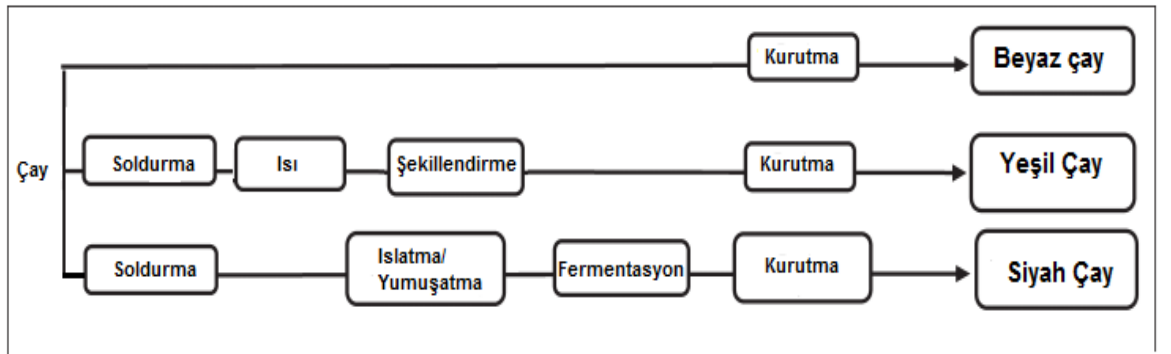 Kurutma
Beyaz çay
Çay
Soldurma
Isı
Şekillendirme
Kurutma
Yeşil Çay
Soldurma
Islatma/
Yumuşatma
Fermentasyon
Kurutma
Siyah Çay